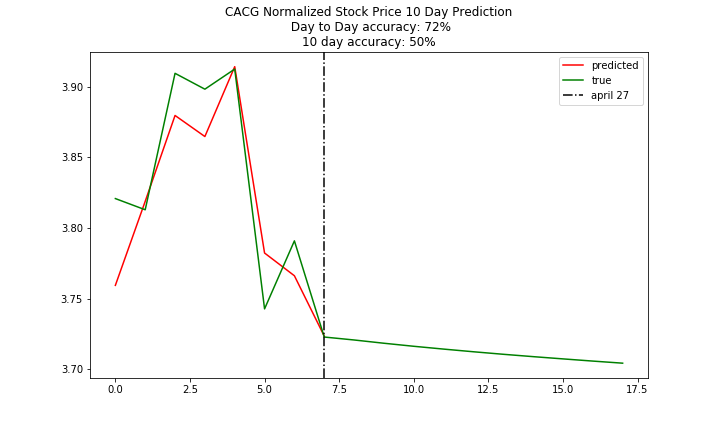 CACG Normalized Stock Price 10 Day Prediction
Day to Day accuracy: 72%
10 day accuracy: 50%
predicted
true
april 27
3.90
3.85
3.80
3.75
3.70
0.0 2.5 5.0 7.5 10.0 12.5 15.0 17.5